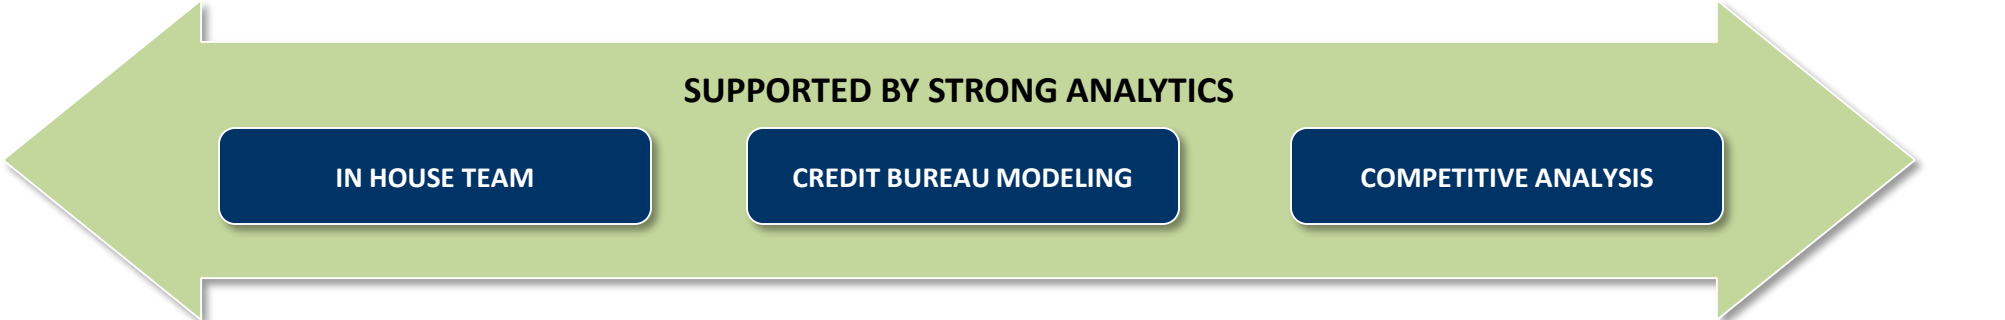 SUPPORTED BY STRONG ANALYTICS
IN HOUSE TEAM
CREDIT BUREAU MODELING
COMPETITIVE ANALYSIS